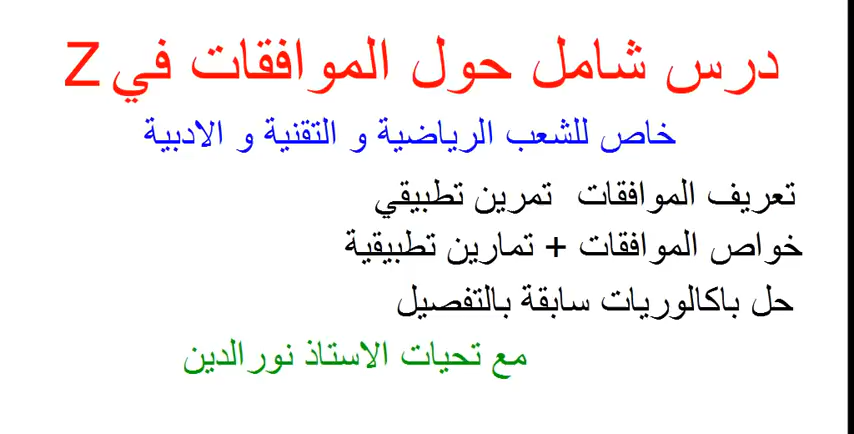 درس شامل حول الموافقات في Z
خاص للشعب الرياضية و التقنية و الادبية
تعريف الموافقات تمرين تطبيقي
خواص الموافقات + تمارين تطبيقية
حل باكالوريات سابقة بالتفصيل
مع تحيات الاستاذ نورالدين